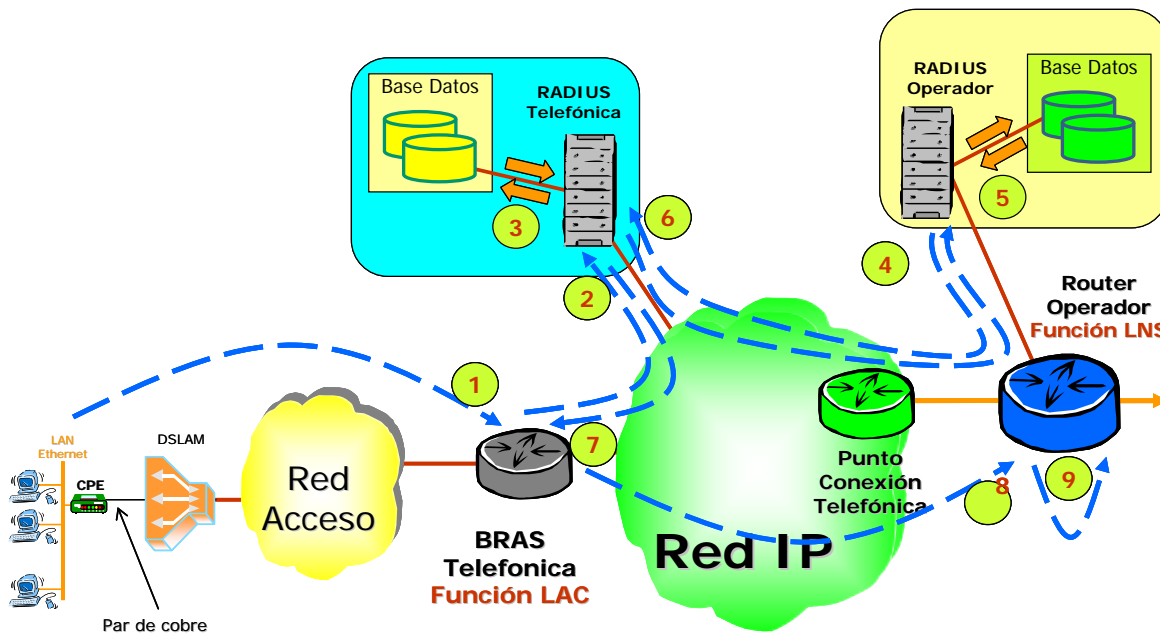 Base Datos
RADIUS
Telefónica
3
6
2
RADIUS
Operador
Base Datos
5
4
Router
Operador
Función LNS
1
LAN
Ethernet
DSLAM
CPE
Red
Acceso
7
BRAS
Telefonica
Función LAC
Punto
Conexión
Telefónica
8
9
Red IP
Par de cobre